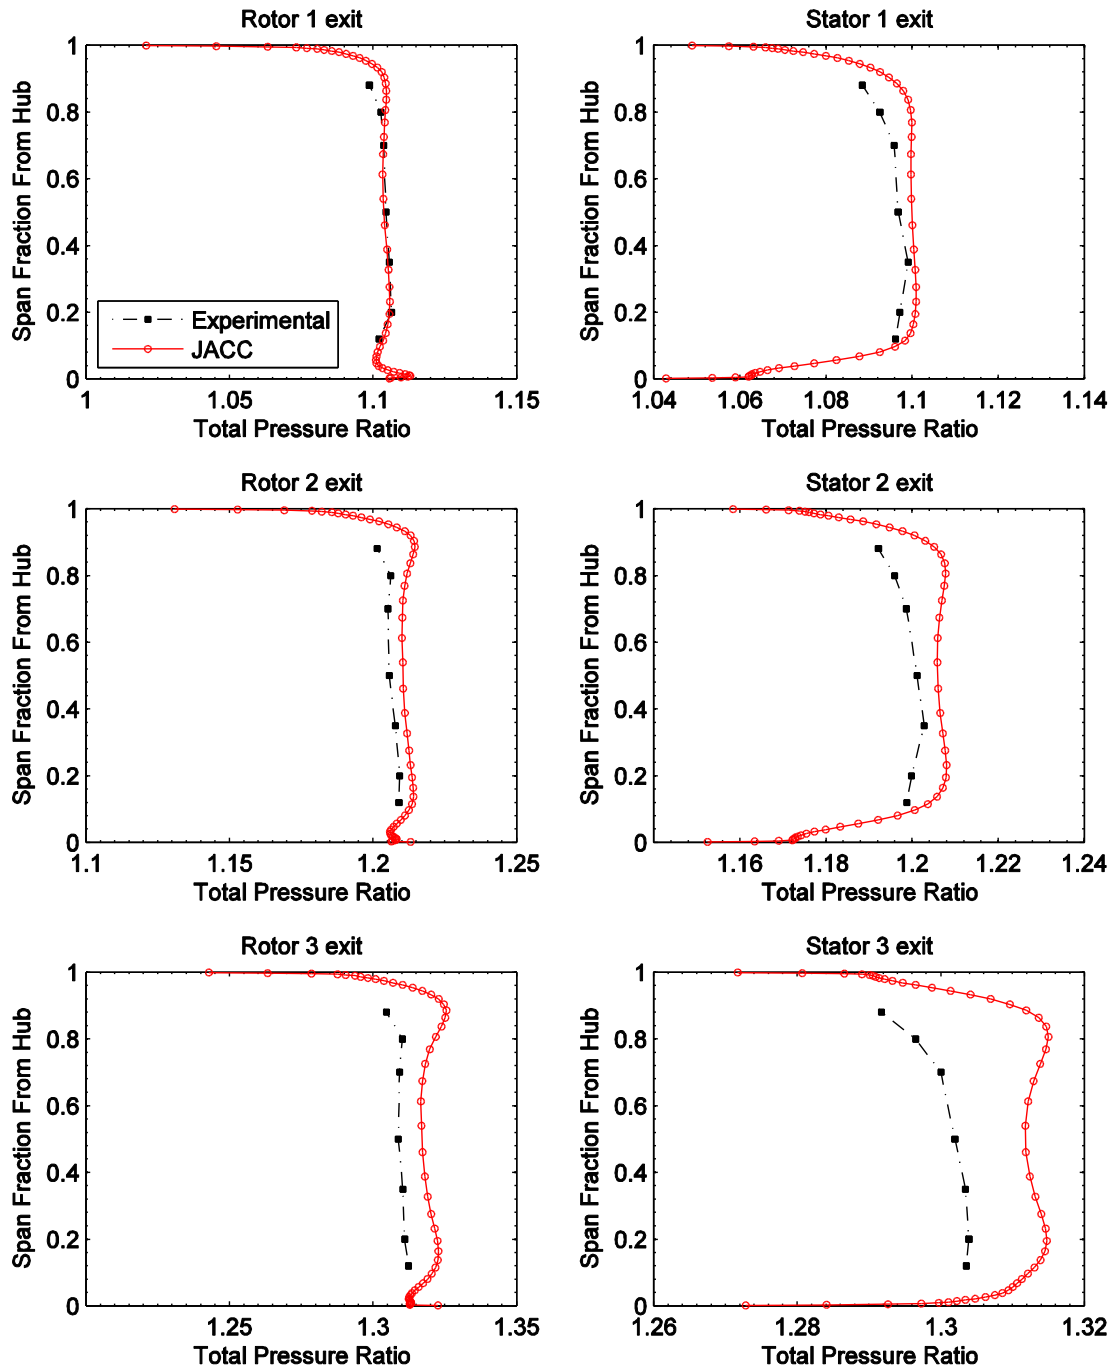 Rotor 1 exit
Stator 1 exit
Span Fraction From Hub
1
0.8
0.6
0.4
0.2
0
Experimental
JACC
1 1.05 1.1 1.15
Total Pressure Ratio
Span Fraction From Hub
1
0.8
0.6
0.4
0.2
0
1.04 1.06 1.08 1.1 1.12 1.14
Total Pressure Ratio
Rotor 2 exit
Stator 2 exit
Span Fraction From Hub
1
0.8
0.6
0.4
0.2
0
1.1 1.15 1.2 1.25
Total Pressure Ratio
Span Fraction From Hub
1
0.8
0.6
0.4
0.2
0
1.16 1.18 1.2 1.22 1.24
Total Pressure Ratio
Rotor 3 exit
Stator 3 exit
Span Fraction From Hub
1
0.8
0.6
0.4
0.2
0
1.25 1.3 1.35
Total Pressure Ratio
Span Fraction From Hub
1
0.8
0.6
0.4
0.2
0
1.26 1.28 1.3 1.32
Total Pressure Ratio